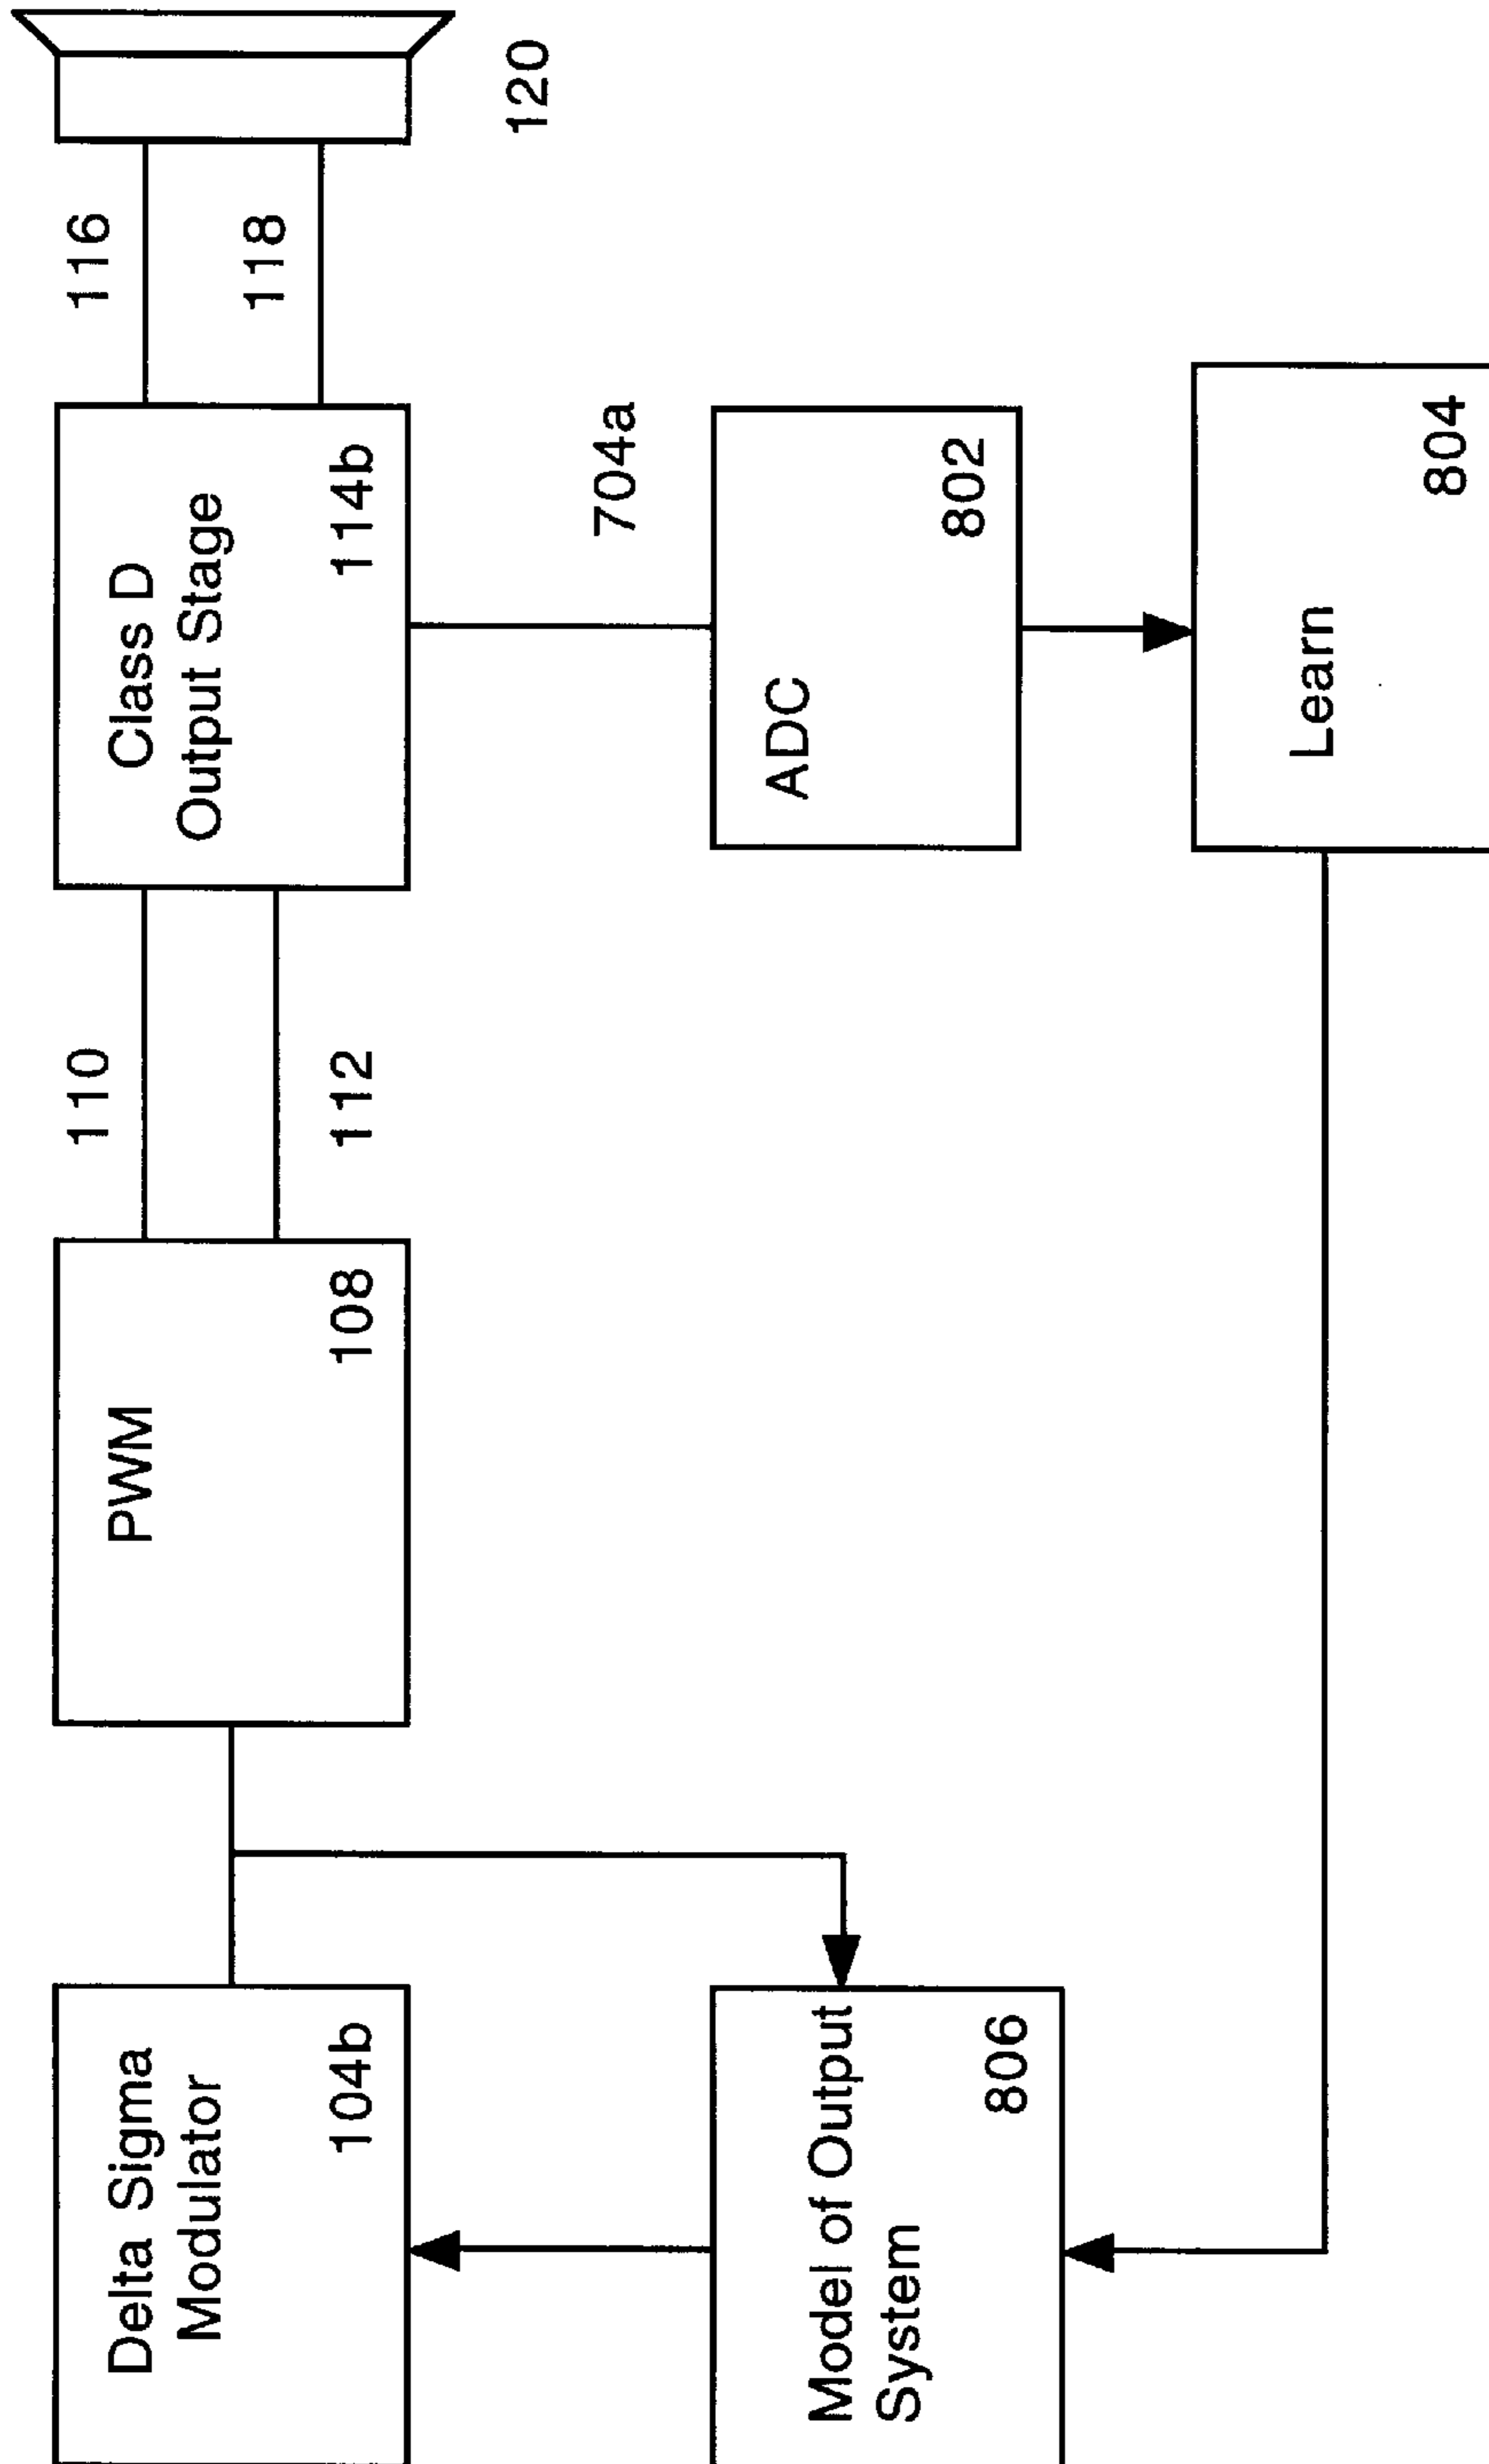 Delta Sigma
Modulator
104b
PWM
108
110
112
Class D
Output Stage
114b
116
118
120
Model of Output
System
806
704a
ADC
802
Learn
804